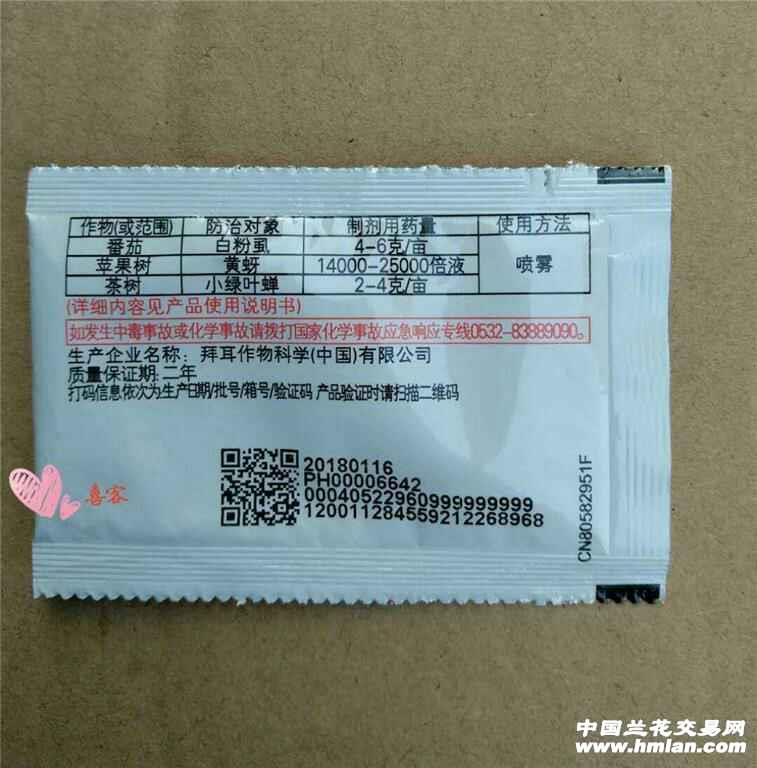 作物(或范围) 防治对象 制剂用药量 使用方法
番茄 白粉虱 4-6克/亩 喷雾
苹果树 黄蚜 14000-25000倍液
茶树 小绿叶蝉 2-4克/亩
(详细内容见产品使用说明书)
如发生中毒事故或化学事故请拨打国家化学事故应急响应专线0532-83889090。
生产企业名称：拜耳作物科学(中国)有限公司
质量保证期:二年
打码信息依次为生产日期/批号/箱号/验证码 产品验证时请扫描二维码
20180116
PH00006642
00040522960999999999
12001128455921226896​8
CN80582951F
喜客
中国兰花交易网
www.hmlan.com